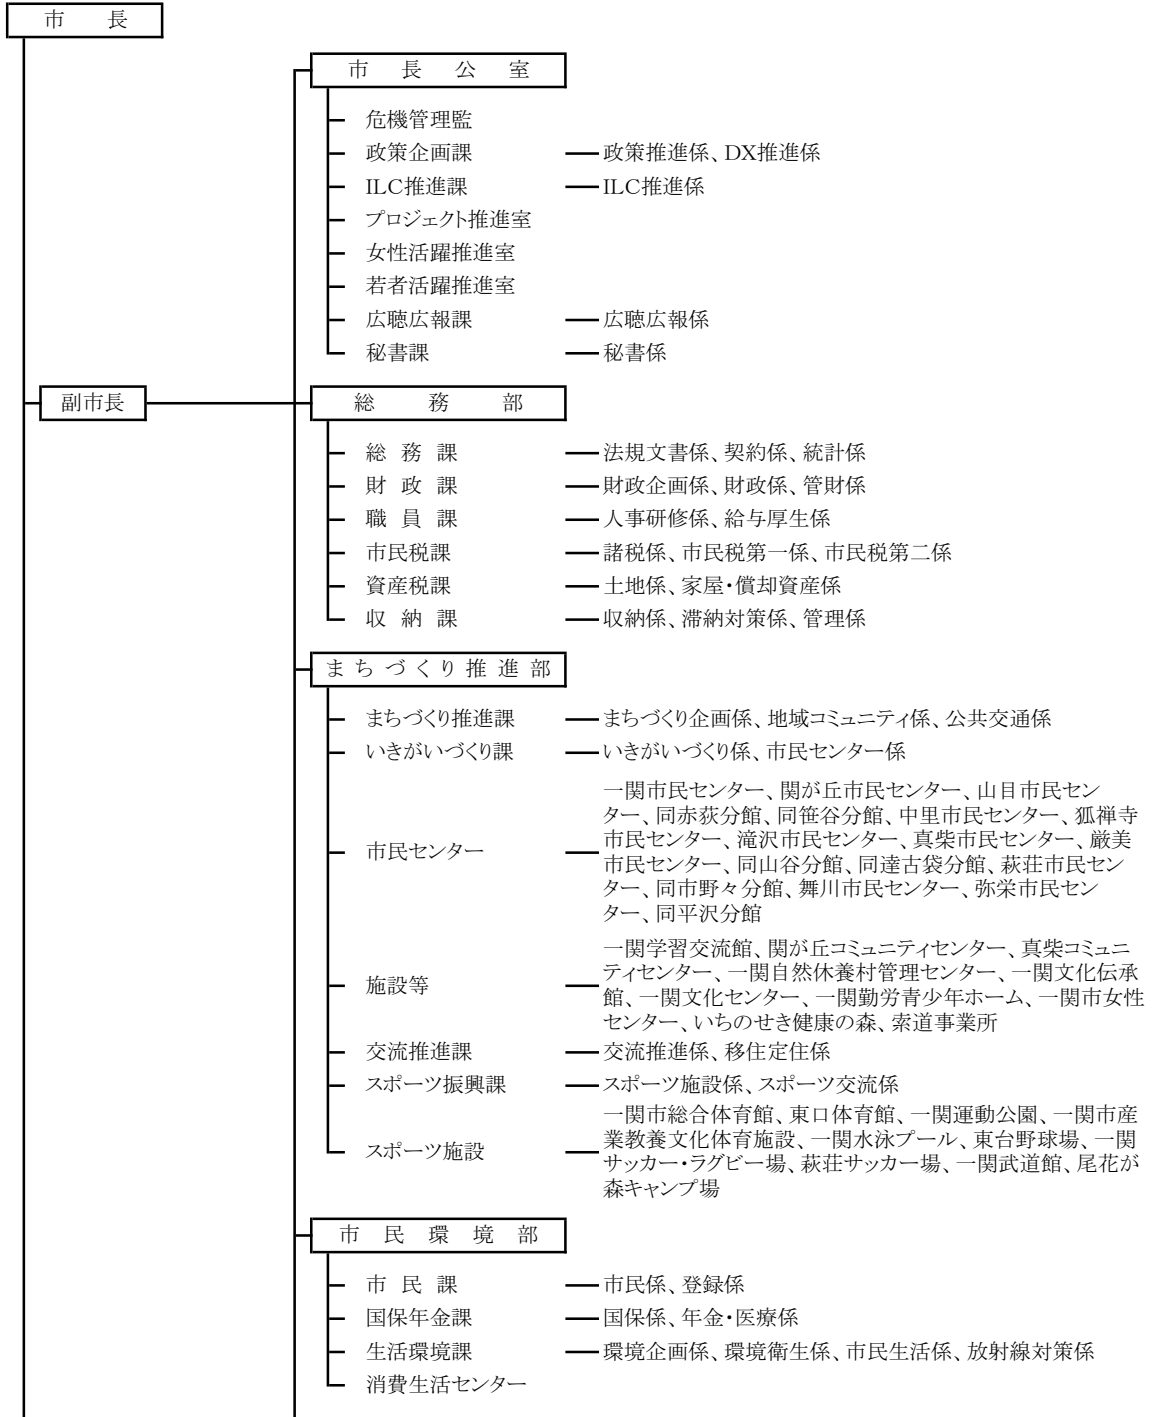 市長
市長公室
危機管理監
政策企画課 政策推進係、DX推進係
ILC推進課 ILC推進係
プロジェクト推進室
女性活躍推進室
若者活躍推進室
広聴広報課 広聴広報係
秘書課 秘書係
副市長 総務部
総務課 法規文書係、契約係、統計係
財政課 財政企画係、財政係、管財係
職員課 人事研修係、給与厚生係
市民税課 諸税係、市民税第一係、市民税第二係
資産税課 土地係、家屋・償却資産係
収納課 収納係、滞納対策係、管理係
まちづくり推進部
まちづくり推進課 まちづくり企画係、地域コミュニティ係、公共交通係
いきがいづくり課 いきがいづくり係、市民センター係
市民センター
一関市民センター、関が丘市民センター、山目市民セン
ター、同赤荻分館、同笹谷分館、中里市民センター、狐禅寺
市民センター、滝沢市民センター、真柴市民センター、厳美
市民センター、同山谷分館、同達古袋分館、萩荘市民セン
ター、同市野々分館、舞川市民センター、弥栄市民セン
ター、同平沢分館
施設等
一関学習交流館、関が丘コミュニティセンター、真柴コミュニ
ティセンター、一関自然休養村管理センター、一関文化伝承
館、一関文化センター、一関勤労青少年ホーム、一関市女性
センター、いちのせき健康の森、索道事業所
交流推進課 交流推進係、移住定住係
スポーツ振興課 スポーツ施設係、スポーツ交流係
スポーツ施設
一関市総合体育館、東口体育館、一関運動公園、一関市産
業教養文化体育施設、一関水泳プール、東台野球場、一関
サッカー・ラグビー場、萩荘サッカー場、一関武道館、尾花が
森キャンプ場
市民環境部
市民課 市民係、登録係
国保年金課 国保係、年金・医療係
生活環境課 環境企画係、環境衛生係、市民生活係、放射線対策係
消費生活センター